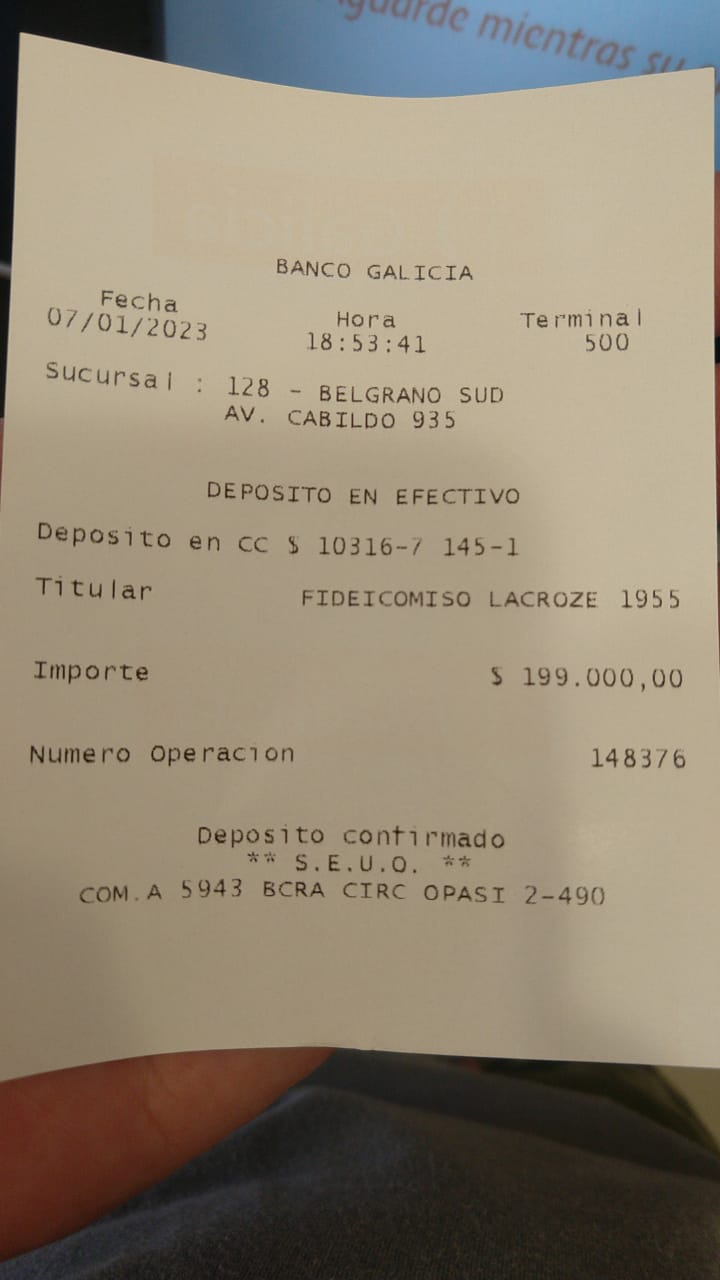 aguarde mientras su
BANCO GALICIA
Fecha Hora Terminal
07/01/2023 18:53:41 500
Sucursal : 128 - BELGRANO SUD
AV. CABILDO 935
DEPOSITO EN EFECTIVO
Deposito en CC $ 10316-7 145-1
Titular FIDEICOMISO LACROZE 1955
Importe $ 199.000,00
Numero Operacion 148376
Deposito confirmado
** S.E.U.O. **
COM.A 5943 BCRA CIRC OPASI 2-490